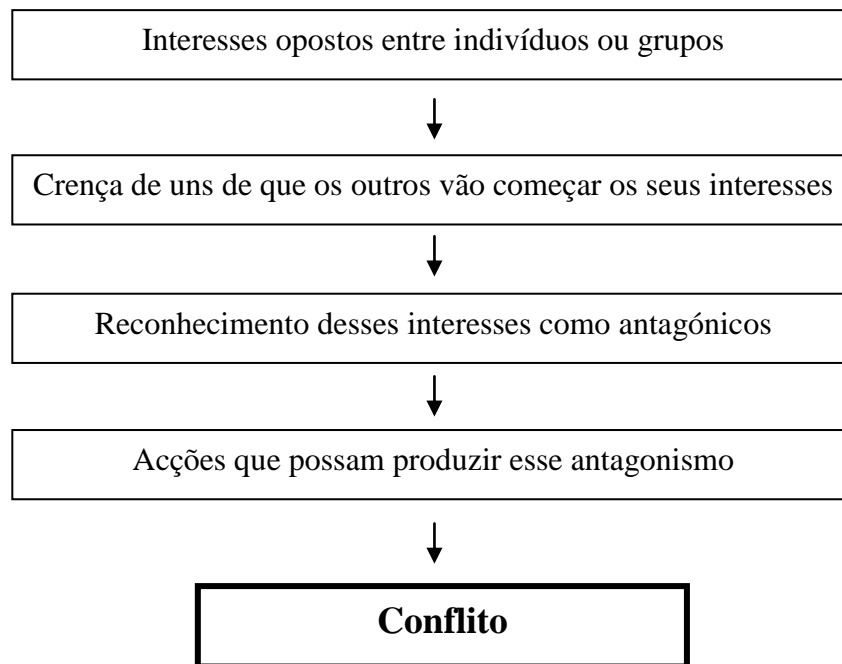 Interesses opostos entre indivíduos ou grupos
Crença de uns de que os outros vão começar os seus interesses
Reconhecimento desses interesses como antagónicos
Acções que possam produzir esse antagonismo
Conflito